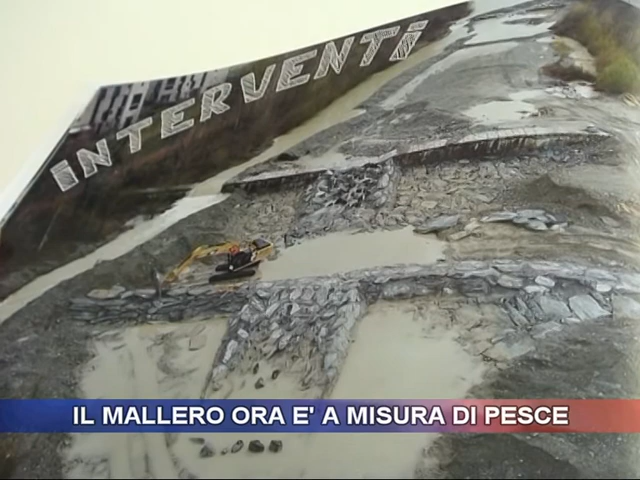 INTERVENTI
IL MALLERO ORA E' A MISURA DI PESCE